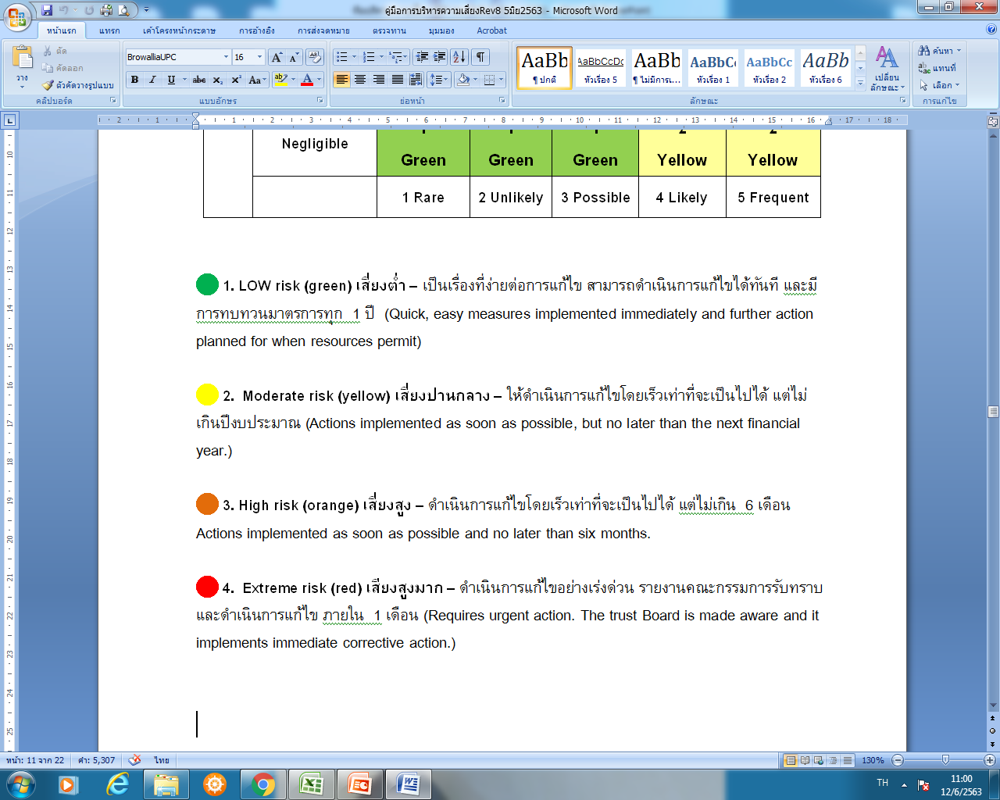 คู่มือการบริหารความเสี่ยงRev8 5มิย2563 - Microsoft Word
หน้าแรก แทรก เค้าโครงหน้ากระดาษ การอ้างอิง การส่งจดหมาย ตรวจทาน มุมมอง Acrobat
วาง
ตัด
คัดลอก
ตัวคัดวางรูปแบบ
BrowalliaUPC 16
AaBb AaBbCcDc AaBb AaBbCc AaBbCc AaBb
¶ ปกติ หัวเรื่อง 5 ¶ ไม่มีการเ... หัวเรื่อง 1 หัวเรื่อง 2 หัวเรื่อง 6
เปลี่ยน
ลักษณะ
ค้นหา
แทนที่
เลือก
คลิปบอร์ด แบบอักษร ย่อหน้า ลักษณะ การแก้ไข
2 1 1 2 3 4 5 6 7 8 9 10 11 12 13 14 15 16 17 18
Negligible
Green Green Green Yellow Yellow
1 Rare 2 Unlikely 3 Possible 4 Likely 5 Frequent
1. LOW risk (green) เสี่ยงต่ำ – เป็นเรื่องที่ง่ายต่อการแก้ไข สามารถดำเนินการแก้ไขได้ทันที และมี
การทบทวนมาตรการทุก 1 ปี (Quick, easy measures implemented immediately and further action
planned for when resources permit)
2. Moderate risk (yellow) เสี่ยงปานกลาง – ให้ดำเนินการแก้ไขโดยเร็วเท่าที่จะเป็นไปได้ แต่ไม่
เกินปีงบประมาณ (Actions implemented as soon as possible, but no later than the next financial
year.)
3. High risk (orange) เสี่ยงสูง – ดำเนินการแก้ไขโดยเร็วเท่าที่จะเป็นไปได้ แต่ไม่เกิน 6 เดือน
Actions implemented as soon as possible and no later than six months.
4. Extreme risk (red) เสี่ยงสูงมาก – ดำเนินการแก้ไขอย่างเร่งด่วน รายงานคณะกรรมการรับทราบ
และดำเนินการแก้ไข ภายใน 1 เดือน (Requires urgent action. The trust Board is made aware and it
implements immediate corrective action.)
หน้า: 11 จาก 22 คำ: 5,307 ไทย 130%
TH 11:00
12/6/2563